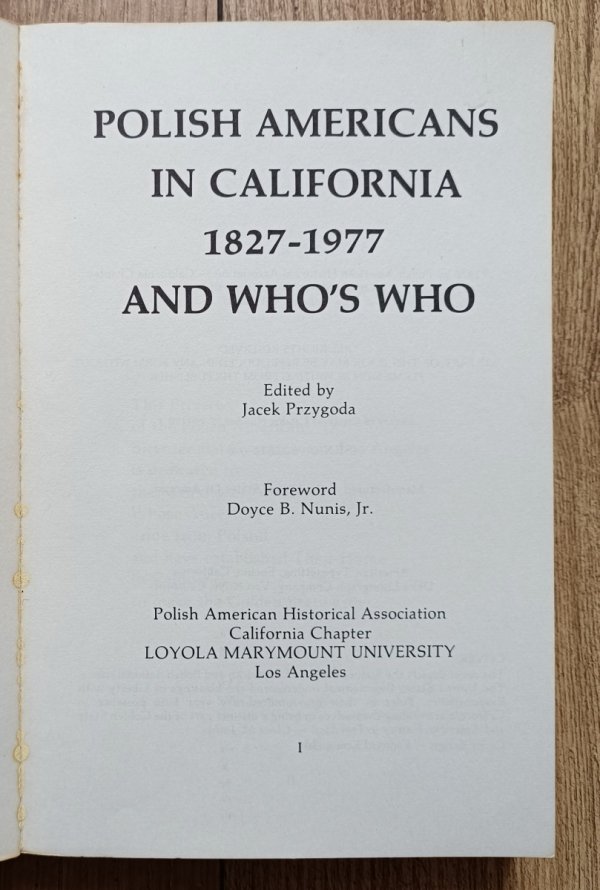 POLISH AMERICANS
IN CALIFORNIA
1827-1977
AND WHO'S WHO
Edited by
Jacek Przygoda
Foreword
Doyce B. Nunis, Jr.
Polish American Historical Association
California Chapter
LOYOLA MARYMOUNT UNIVERSITY
Los Angeles
I